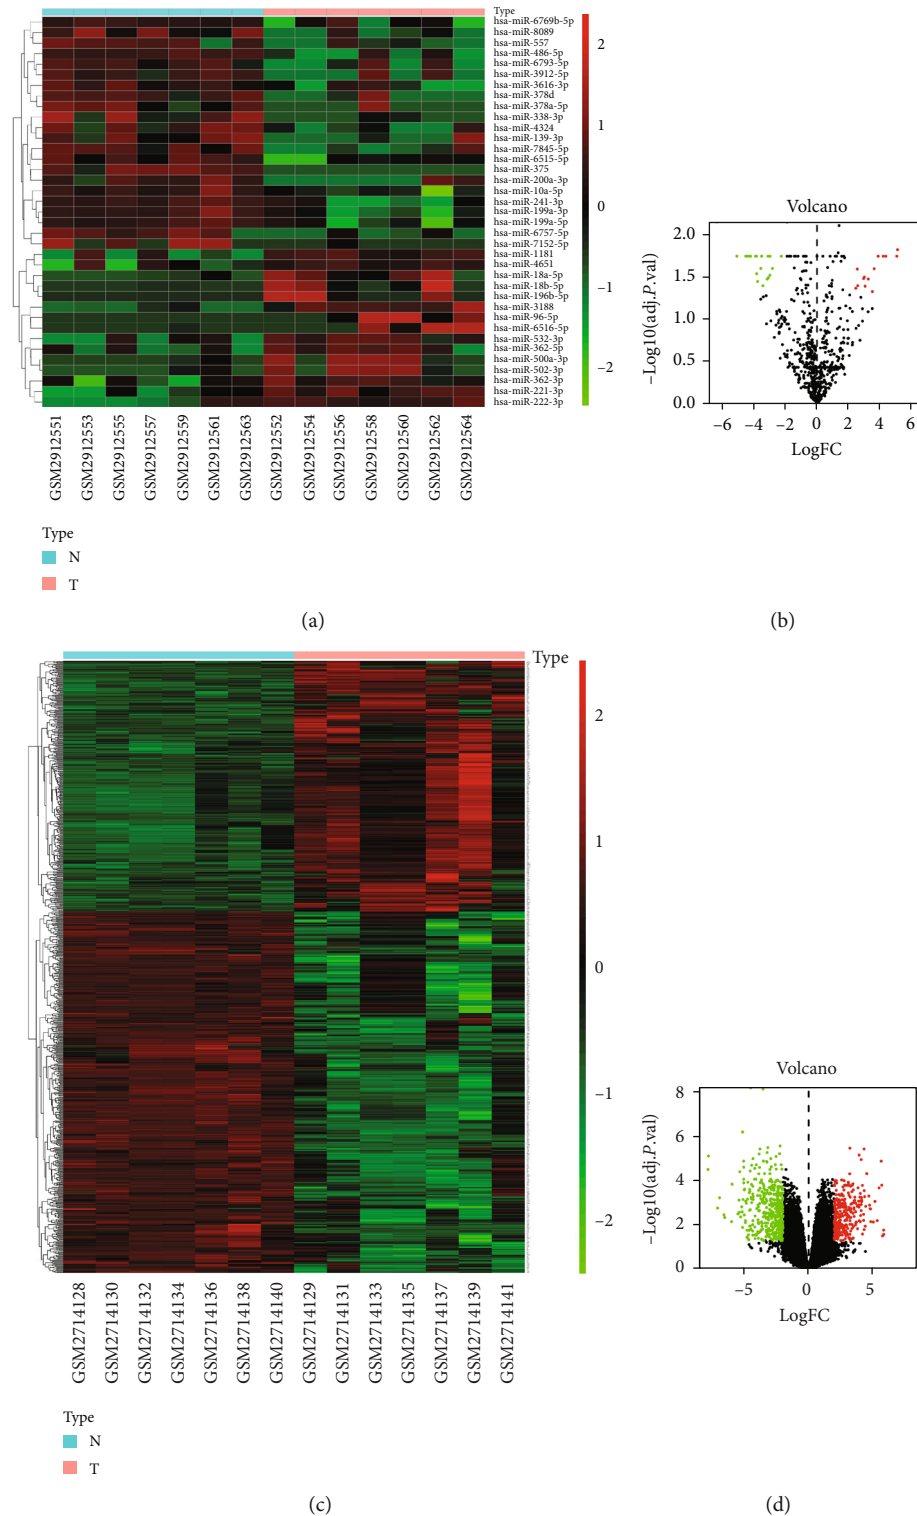 Type
hsa-miR-6769b-5p
hsa-miR-8089
hsa-miR-557
hsa-miR-486-5p
hsa-miR-6793-5p
hsa-miR-3912-5p
hsa-miR-3616-3p
hsa-miR-378d
hsa-miR-378a-5p
hsa-miR-338-3p
hsa-miR-4324
hsa-miR-139-3p
hsa-miR-7845-5p
hsa-miR-6515-5p
hsa-miR-375
hsa-miR-200a-3p
hsa-miR-10a-5p
hsa-miR-241-3p
hsa-miR-199a-3p
hsa-miR-199a-5p
hsa-miR-6757-5p
hsa-miR-7152-5p
hsa-miR-1181
hsa-miR-4651
hsa-miR-18a-5p
hsa-miR-18b-5p
hsa-miR-196b-5p
hsa-miR-3188
hsa-miR-96-5p
hsa-miR-6516-5p
hsa-miR-532-3p
hsa-miR-362-5p
hsa-miR-500a-3p
hsa-miR-502-3p
hsa-miR-362-3p
hsa-miR-221-3p
hsa-miR-222-3p
2
1
0
−1
−2
GSM2912551
GSM2912553
GSM2912555
GSM2912557
GSM2912559
GSM2912561
GSM2912563
GSM2912552
GSM2912554
GSM2912556
GSM2912558
GSM2912560
GSM2912562
GSM2912564
Type
N
T
(a)
Volcano
−Log10(adj.P.val)
2.0
1.5
1.0
0.5
0.0
−6 −4 −2 0 2 4 6
LogFC
(b)
Type
2
1
0
−1
−2
GSM2714128
GSM2714130
GSM2714132
GSM2714134
GSM2714136
GSM2714138
GSM2714140
GSM2714129
GSM2714131
GSM2714133
GSM2714135
GSM2714137
GSM2714139
GSM2714141
Type
N
T
(c)
Volcano
−Log10(adj.P.val)
8
6
4
2
0
−5 0 5
LogFC
(d)